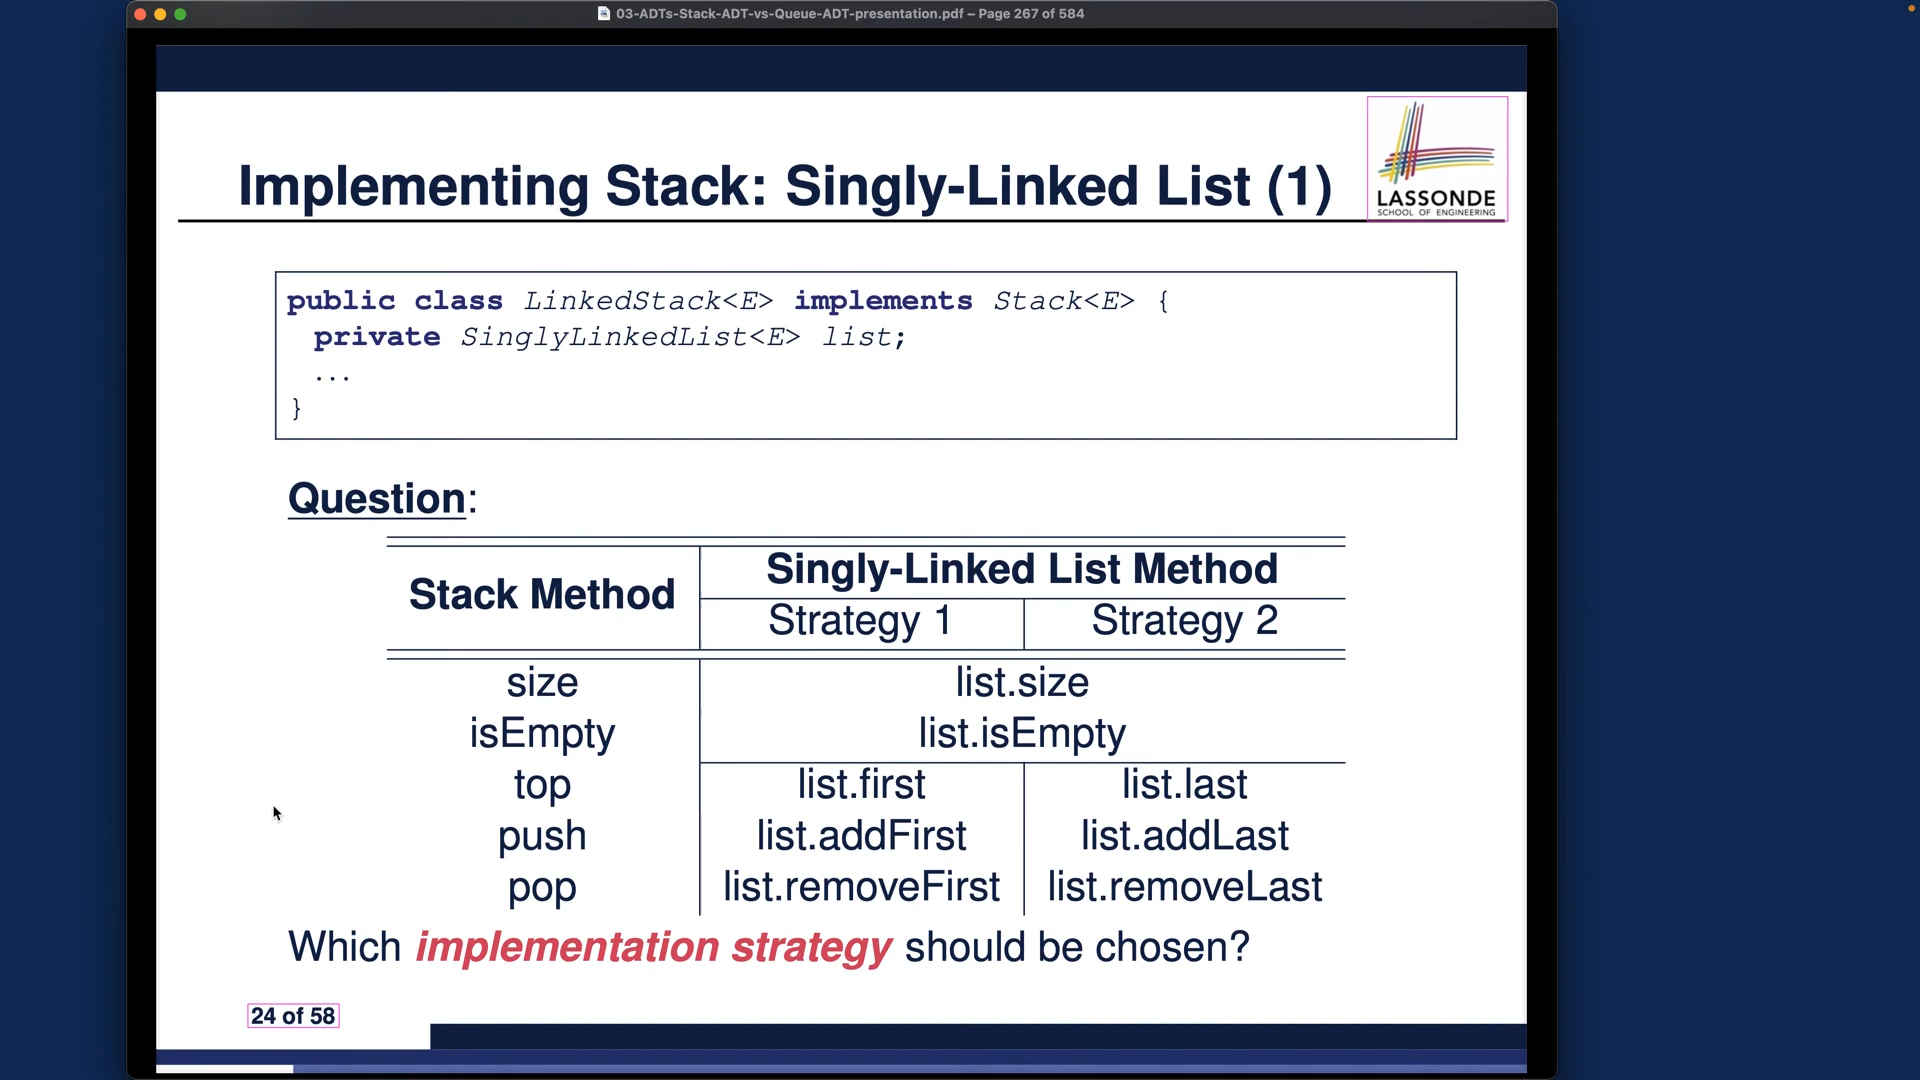 03-ADTs-Stack-ADT-vs-Queue-ADT-presentation.pdf – Page 267 of 584
Implementing Stack: Singly-Linked List (1)
LASSONDE
SCHOOL OF ENGINEERING
public class LinkedStack<E> implements Stack<E> {
private SinglyLinkedList<E> list;
...
}
Question:
Stack Method
Singly-Linked List Method
Strategy 1 Strategy 2
size list.size
isEmpty list.isEmpty
top list.first list.last
push list.addFirst list.addLast
pop list.removeFirst list.removeLast
Which implementation strategy should be chosen?
24 of 58